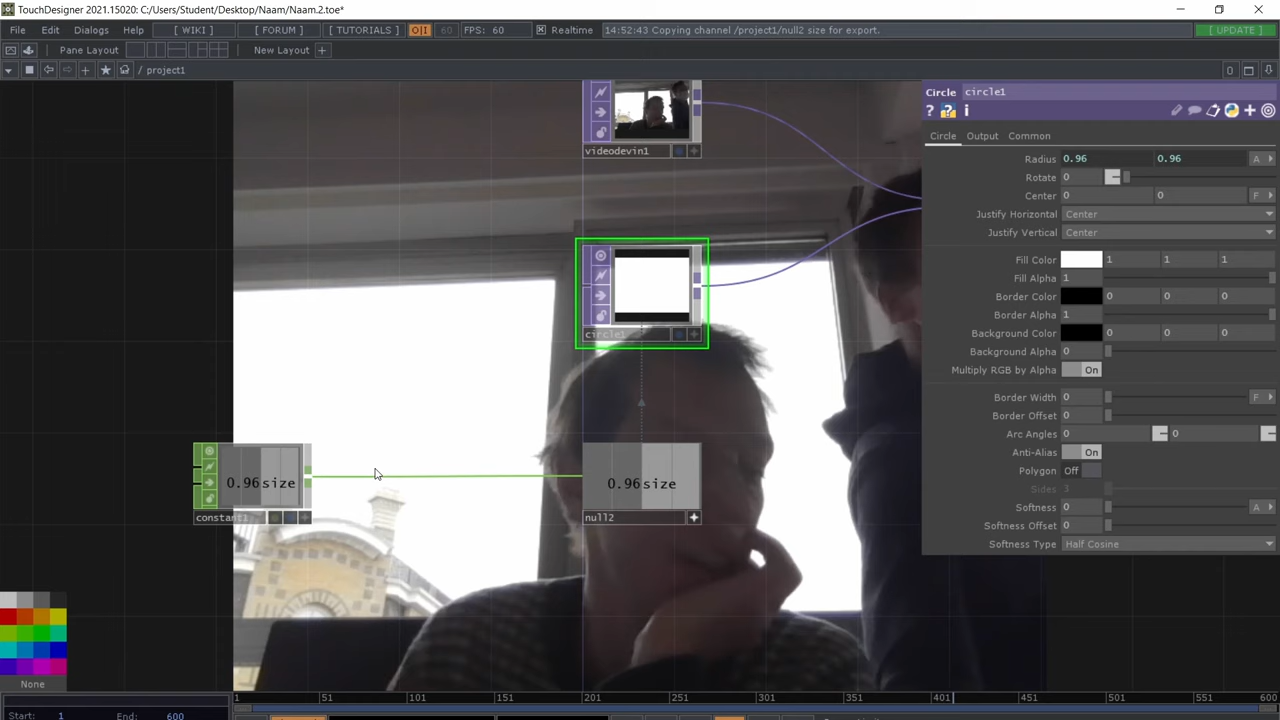 TouchDesigner 2021.15020: C:/Users/Student/Desktop/Naam/Naam.2.toe*
File Edit Dialogs Help [ WIKI ] [ FORUM ] [ TUTORIALS ] O|I 60 FPS: 60 Realtime 14:52:43 Copying channel /project1/null2 size for export. [ UPDATE ]
Pane Layout New Layout +
/ project1 0
Circle circle1
? ? i
Circle Output Common
Radius 0.96 0.96 A
Rotate 0
Center 0 0 F
Justify Horizontal Center
Justify Vertical Center
Fill Color 1 1 1
Fill Alpha 1
Border Color 0 0 0
Border Alpha 1
Background Color 0 0 0
Background Alpha 0
Multiply RGB by Alpha On
Border Width 0 F
Border Offset 0
Arc Angles 0 0
Anti-Alias On
Polygon Off
Sides 3
Softness 0 A
Softness Offset 0
Softness Type Half Cosine
videodevin1
circle1
0.96 size
constant1
0.96 size
null2
None
1 51 101 151 201 251 301 351 401 451 501 551 600
Start: 1 End: 600